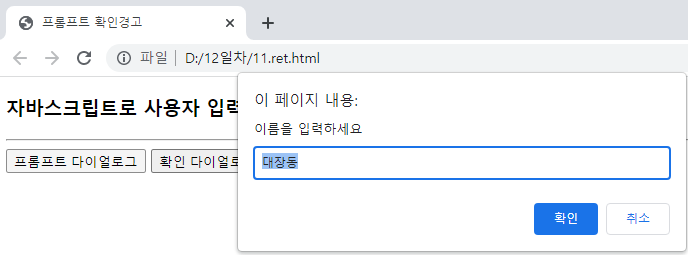 프롬프트 확인경고
파일 D:/12일차/11.ret.html
이 페이지 내용:
이름을 입력하세요
대장동
확인 취소
자바스크립트로 사용자 입력
프롬프트 다이얼로그 확인 다이얼로